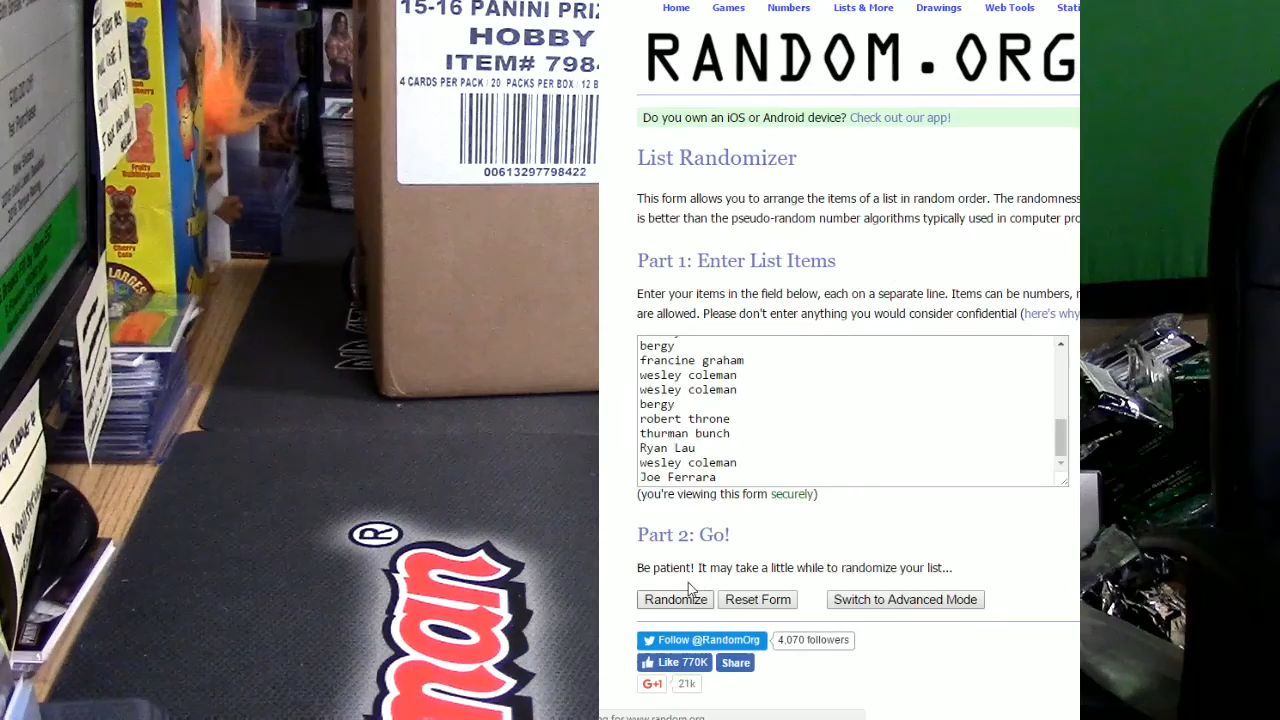 15-16 PANINI PRIZ
HOBBY
ITEM# 798
4 CARDS PER PACK / 20 PACKS PER BOX / 12 B
00613297798422
Fruity
Bubblegum
Cherry
Cola
LARGES
®
Home Games Numbers Lists & More Drawings Web Tools Stati
RANDOM.ORG
Do you own an iOS or Android device? Check out our app!
List Randomizer
This form allows you to arrange the items of a list in random order. The randomness
is better than the pseudo-random number algorithms typically used in computer pro
Part 1: Enter List Items
Enter your items in the field below, each on a separate line. Items can be numbers, n
are allowed. Please don't enter anything you would consider confidential (here's why
bergy
francine graham
wesley coleman
wesley coleman
bergy
robert throne
thurman bunch
Ryan Lau
wesley coleman
Joe Ferrara
(you're viewing this form securely)
Part 2: Go!
Be patient! It may take a little while to randomize your list...
Randomize Reset Form Switch to Advanced Mode
Follow @RandomOrg 4,070 followers
Like 770K Share
G+1 21k